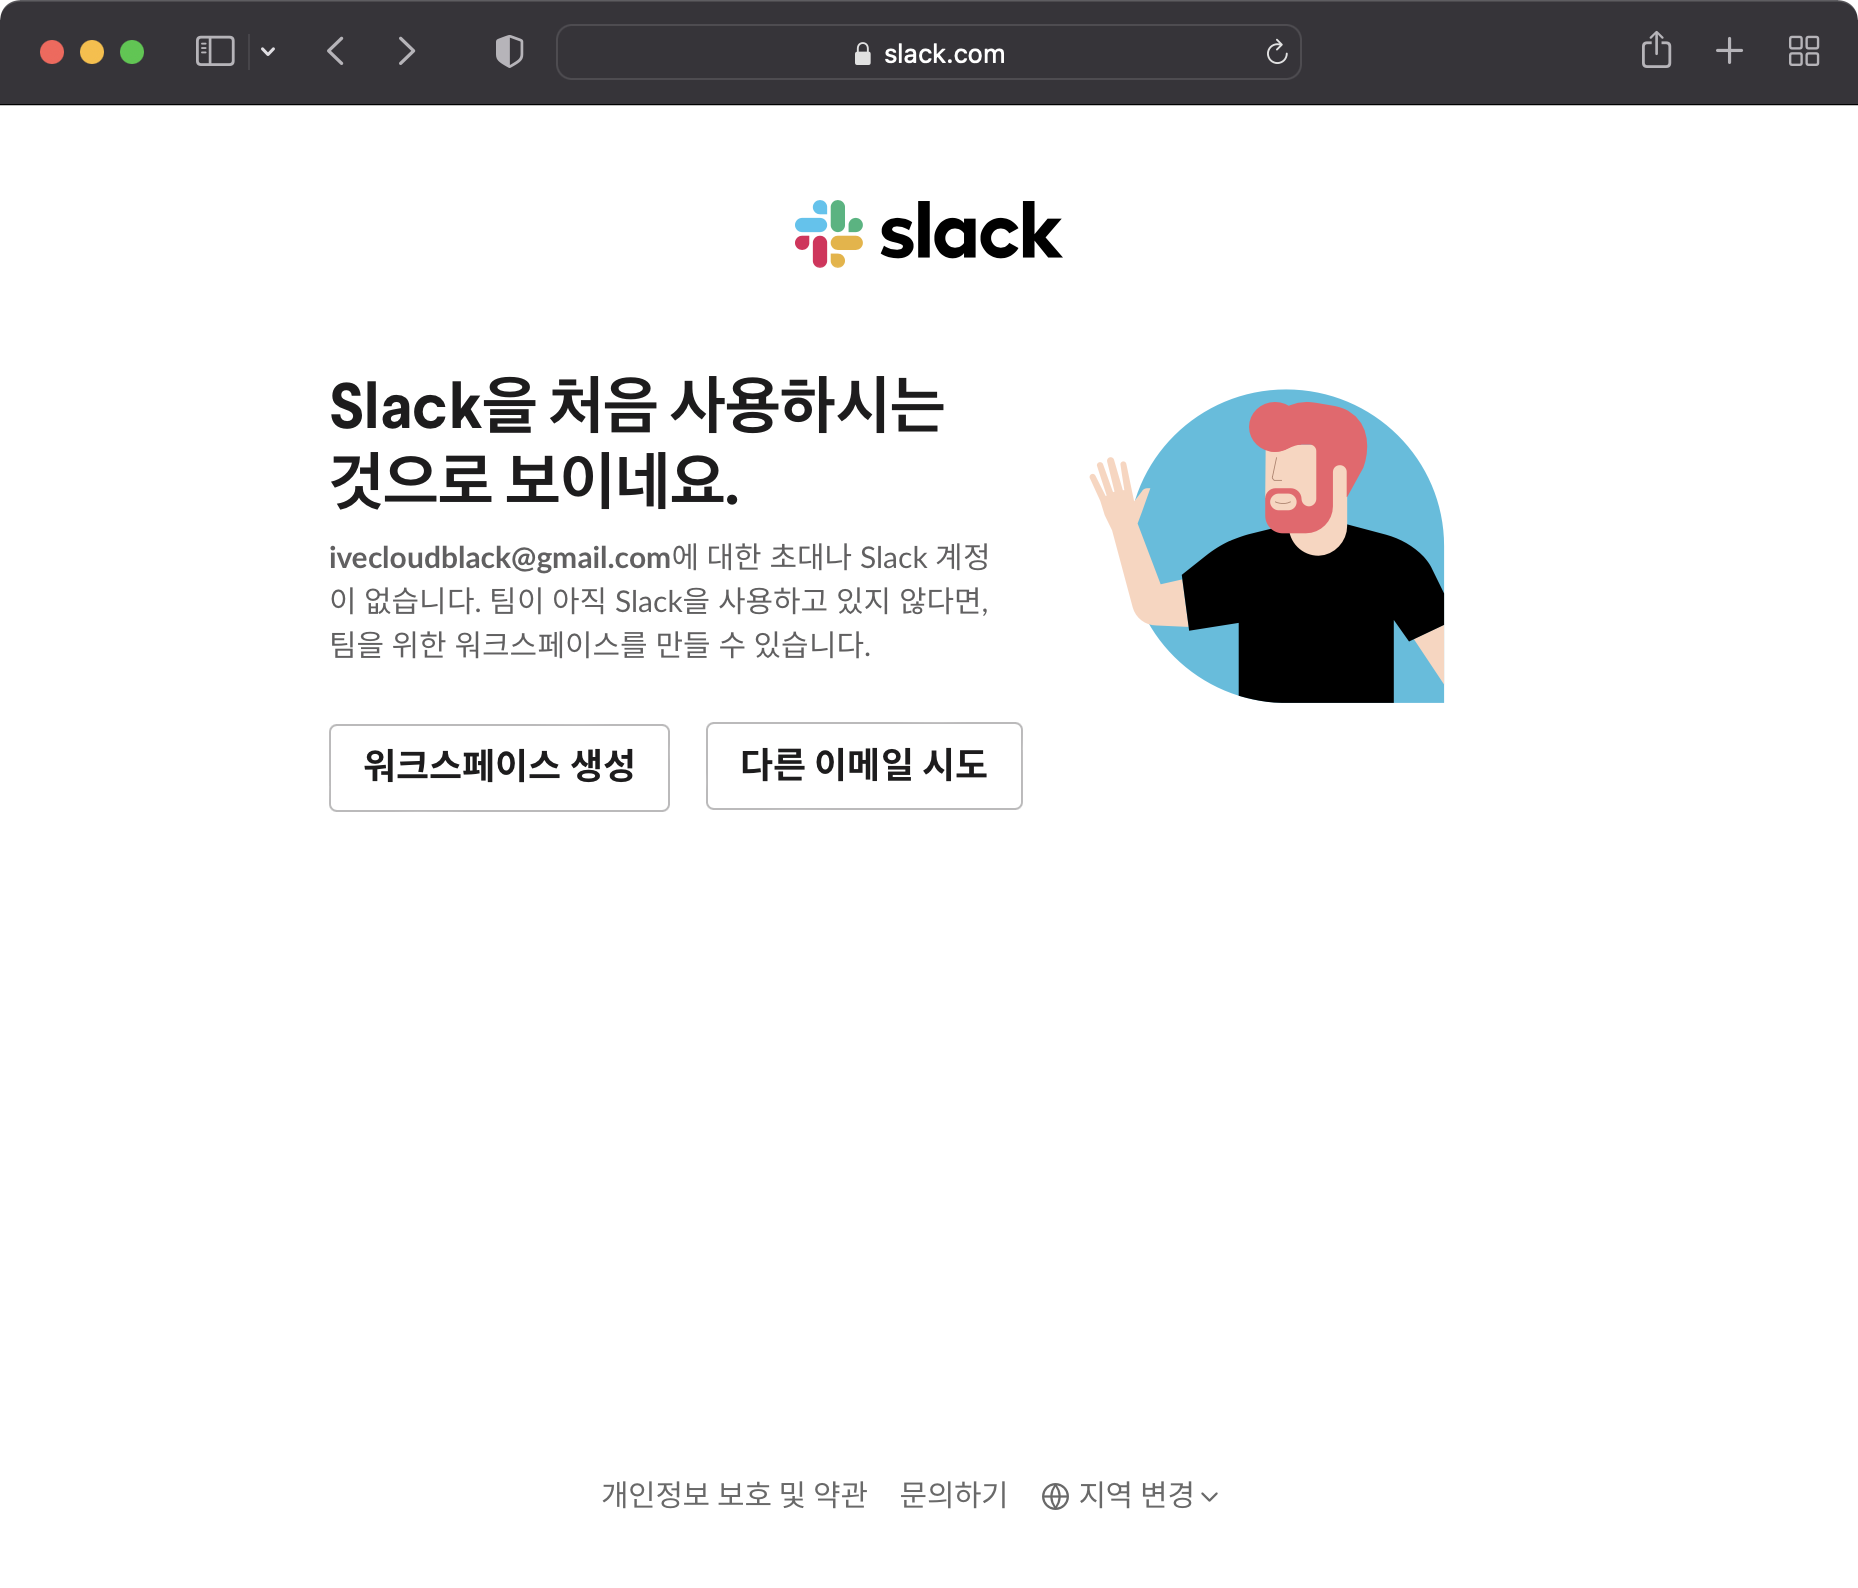 slack.com
slack
Slack을 처음 사용하시는
것으로 보이네요.
ivecloudblack@gmail.com에 대한 초대나 Slack 계정
이 없습니다. 팀이 아직 Slack을 사용하고 있지 않다면,
팀을 위한 워크스페이스를 만들 수 있습니다.
워크스페이스 생성
다른 이메일 시도
개인정보 보호 및 약관 문의하기 지역 변경